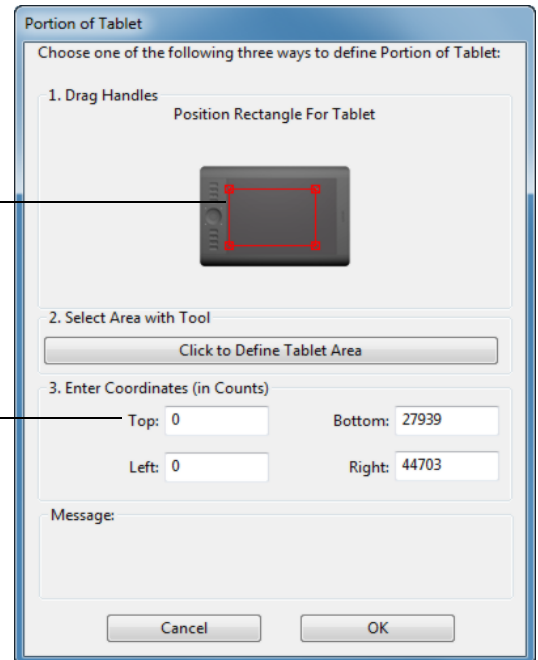 Portion of Tablet
Choose one of the following three ways to define Portion of Tablet:
1. Drag Handles
Position Rectangle For Tablet
2. Select Area with Tool
Click to Define Tablet Area
3. Enter Coordinates (in Counts)
Top: 0 Bottom: 27939
Left: 0 Right: 44703
Message:
Cancel OK